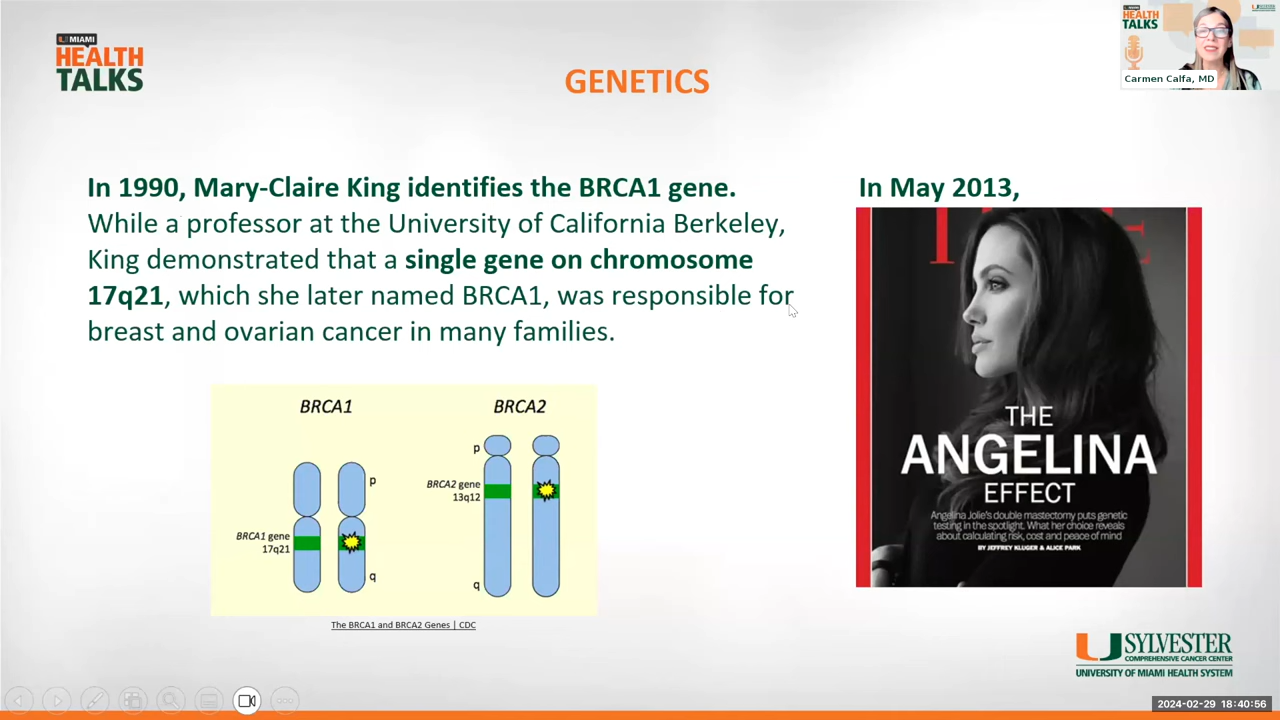 U MIAMI
HEALTH
TALKS
GENETICS
HEALTH
TALKS
SYLVESTER
Carmen Calfa, MD
In 1990, Mary-Claire King identifies the BRCA1 gene.
While a professor at the University of California Berkeley,
King demonstrated that a single gene on chromosome
17q21, which she later named BRCA1, was responsible for
breast and ovarian cancer in many families.
In May 2013,
THE
ANGELINA
EFFECT
Angelina Jolie's double mastectomy puts genetic
testing in the spotlight. What her choice reveals
about calculating risk, cost and peace of mind
BY JEFFREY KLUGER & ALICE PARK
BRCA1
BRCA2
p
p
BRCA2 gene
13q12
BRCA1 gene
17q21
q
q
The BRCA1 and BRCA2 Genes | CDC
SYLVESTER
COMPREHENSIVE CANCER CENTER
UNIVERSITY OF MIAMI HEALTH SYSTEM
2024-02-29 18:40:56